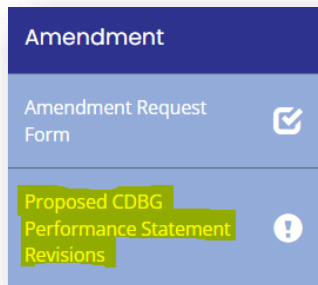 Amendment
Amendment Request
Form
Proposed CDBG
Performance Statement
Revisions